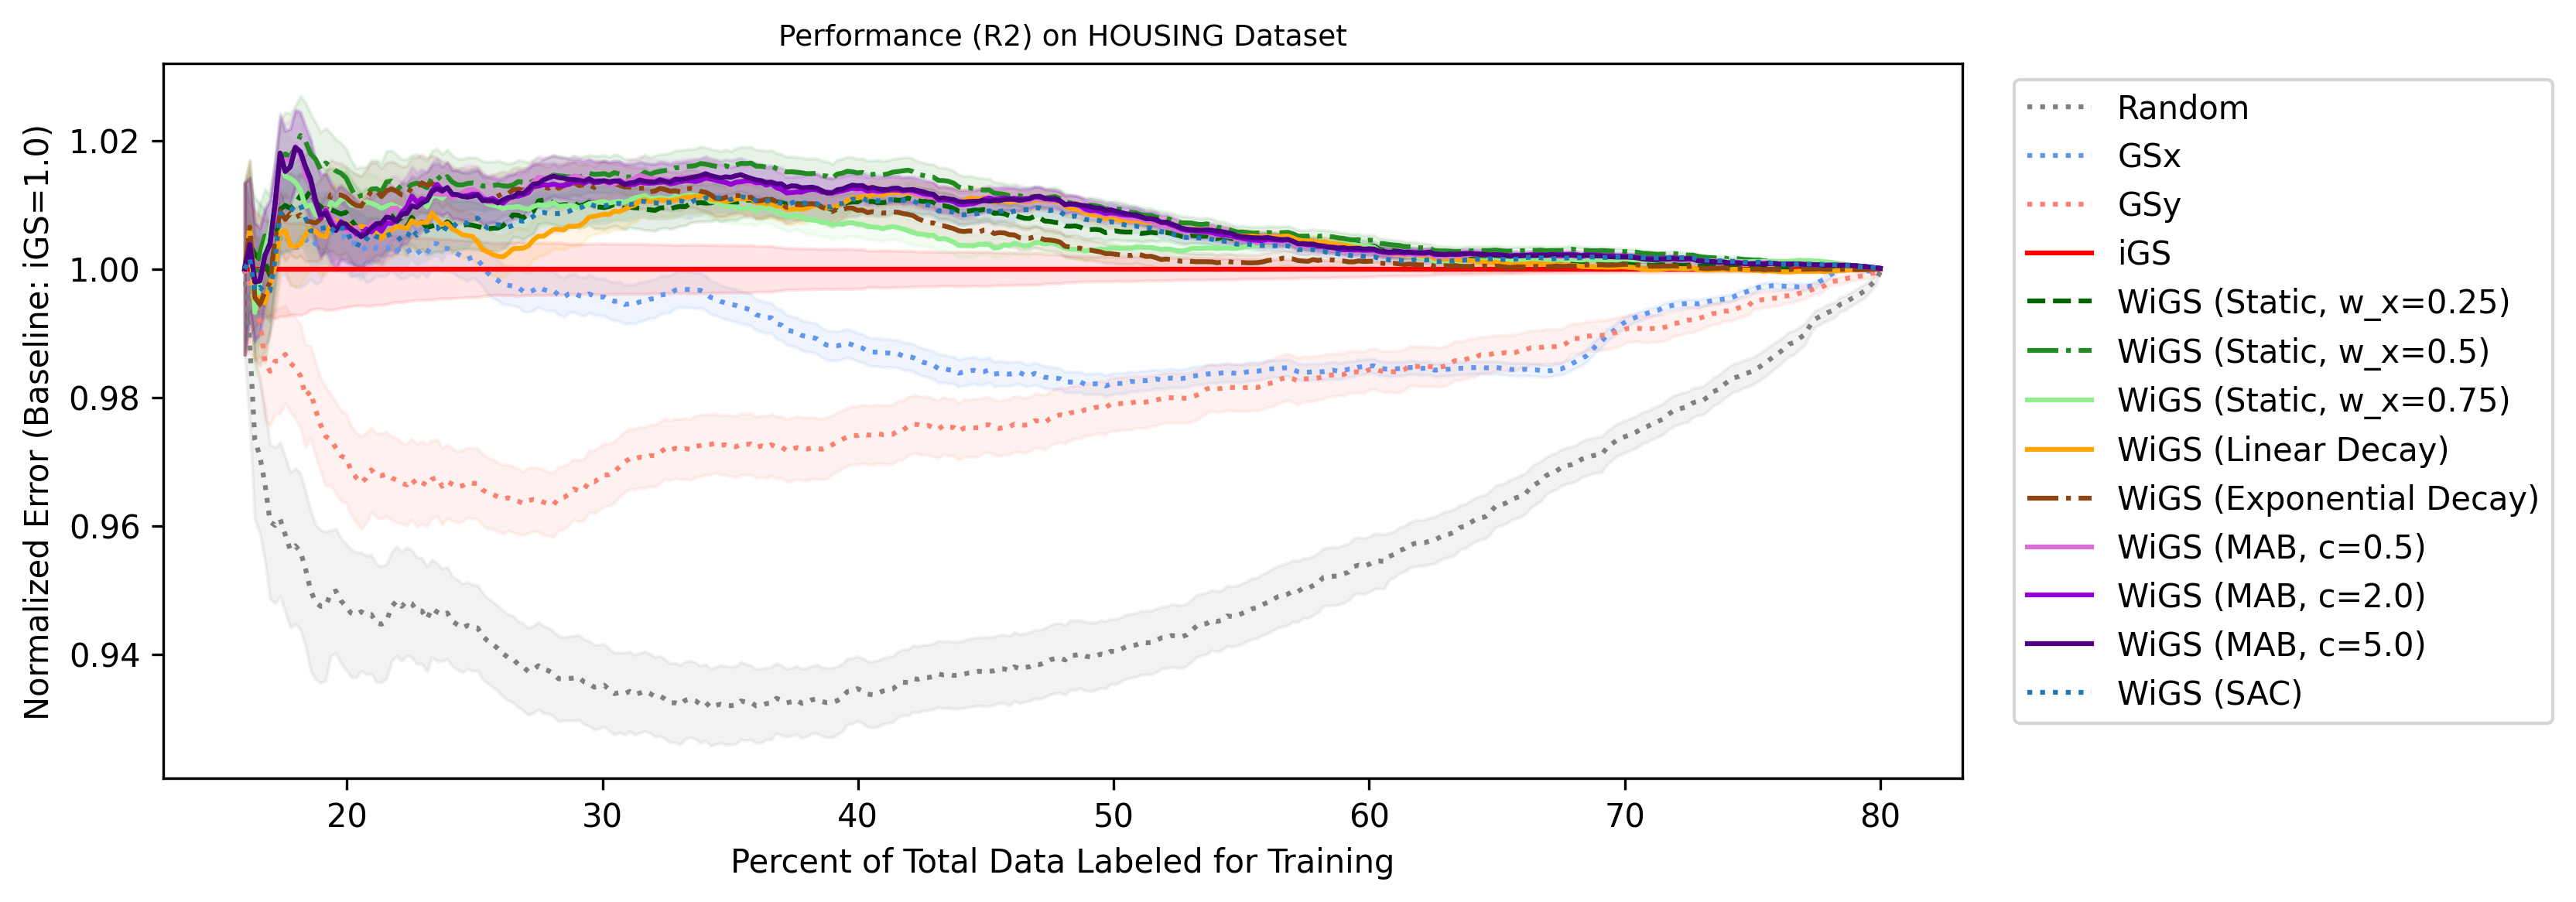 Performance (R2) on HOUSING Dataset
Normalized Error (Baseline: iGS=1.0)
1.02
1.00
0.98
0.96
0.94
20
30
40
50
60
70
80
Percent of Total Data Labeled for Training
Random
GSx
GSy
iGS
WiGS (Static, w_x=0.25)
WiGS (Static, w_x=0.5)
WiGS (Static, w_x=0.75)
WiGS (Linear Decay)
WiGS (Exponential Decay)
WiGS (MAB, c=0.5)
WiGS (MAB, c=2.0)
WiGS (MAB, c=5.0)
WiGS (SAC)